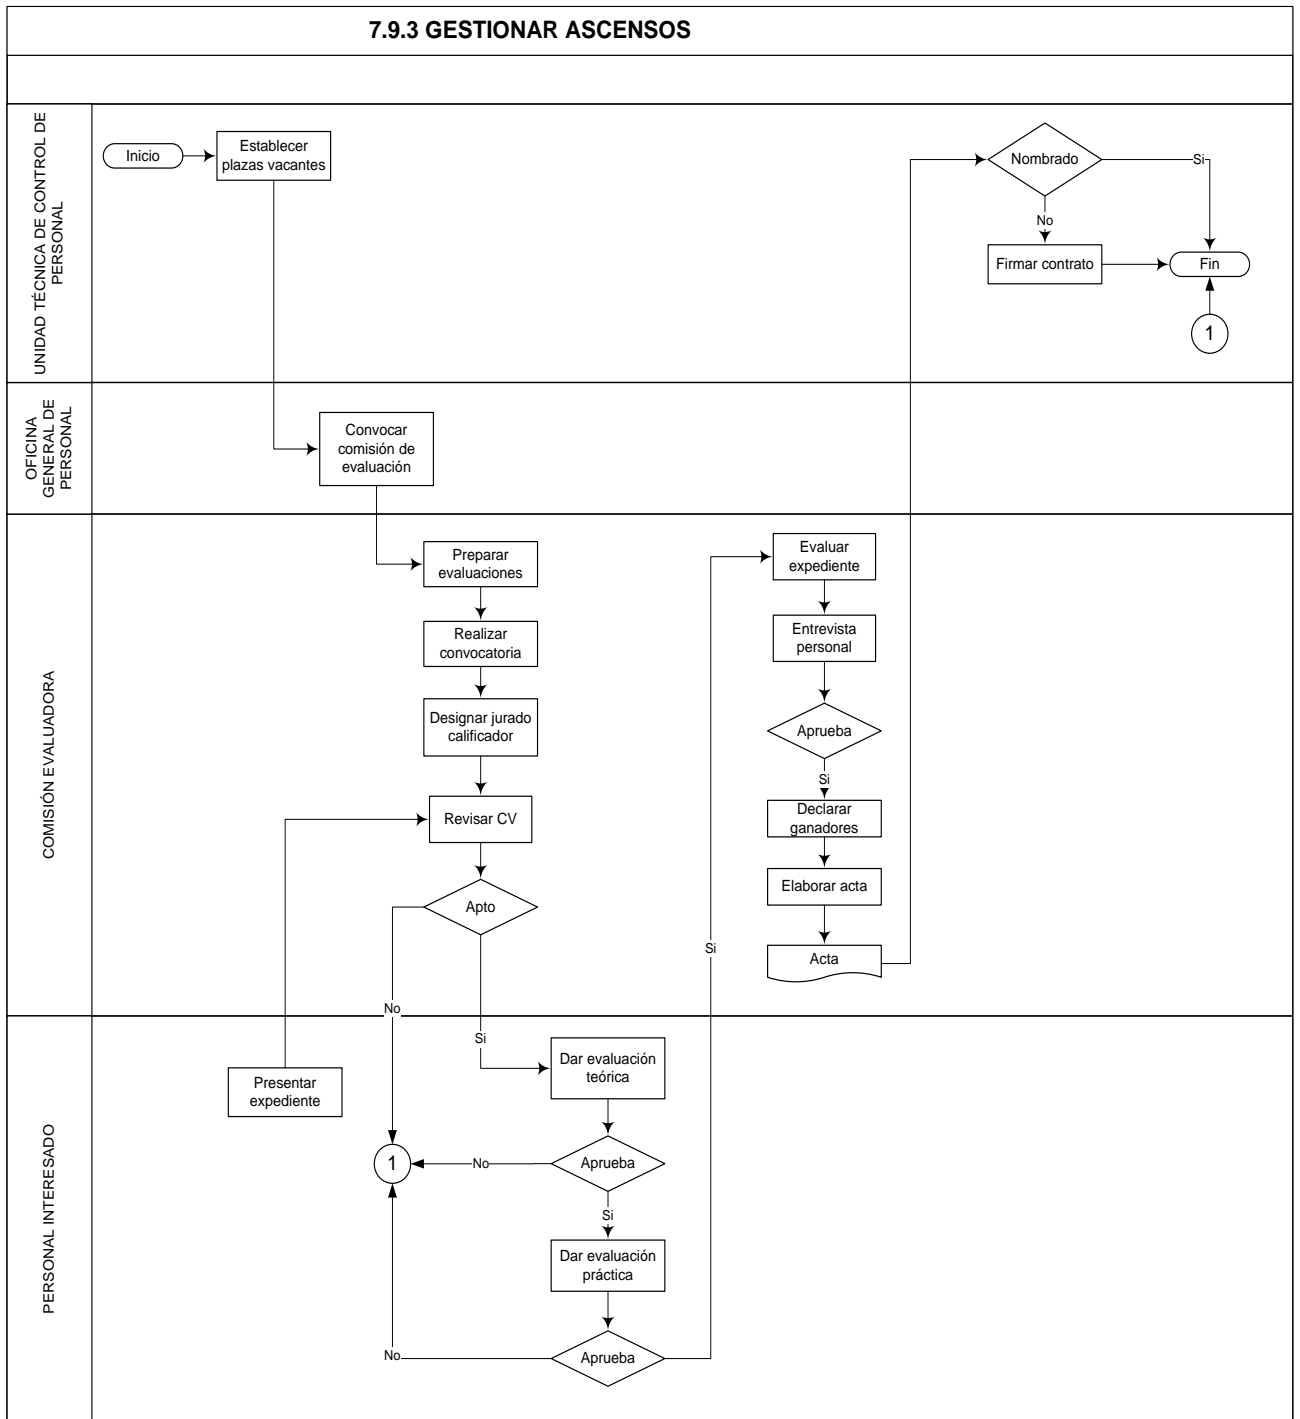 7.9.3 GESTIONAR ASCENSOS
UNIDAD TÉCNICA DE CONTROL DE
PERSONAL
Inicio
Establecer
plazas vacantes
Nombrado
Si
No
Firmar contrato
Fin
1
OFICINA
GENERAL DE
PERSONAL
Convocar
comisión de
evaluación
COMISIÓN EVALUADORA
Preparar
evaluaciones
Realizar
convocatoria
Designar jurado
calificador
Revisar CV
Apto
No
Si
Evaluar
expediente
Entrevista
personal
Aprueba
Si
Declarar
ganadores
Elaborar acta
Acta
Si
PERSONAL INTERESADO
Presentar
expediente
1
Dar evaluación
teórica
Aprueba
No
Si
Dar evaluación
práctica
Aprueba
No